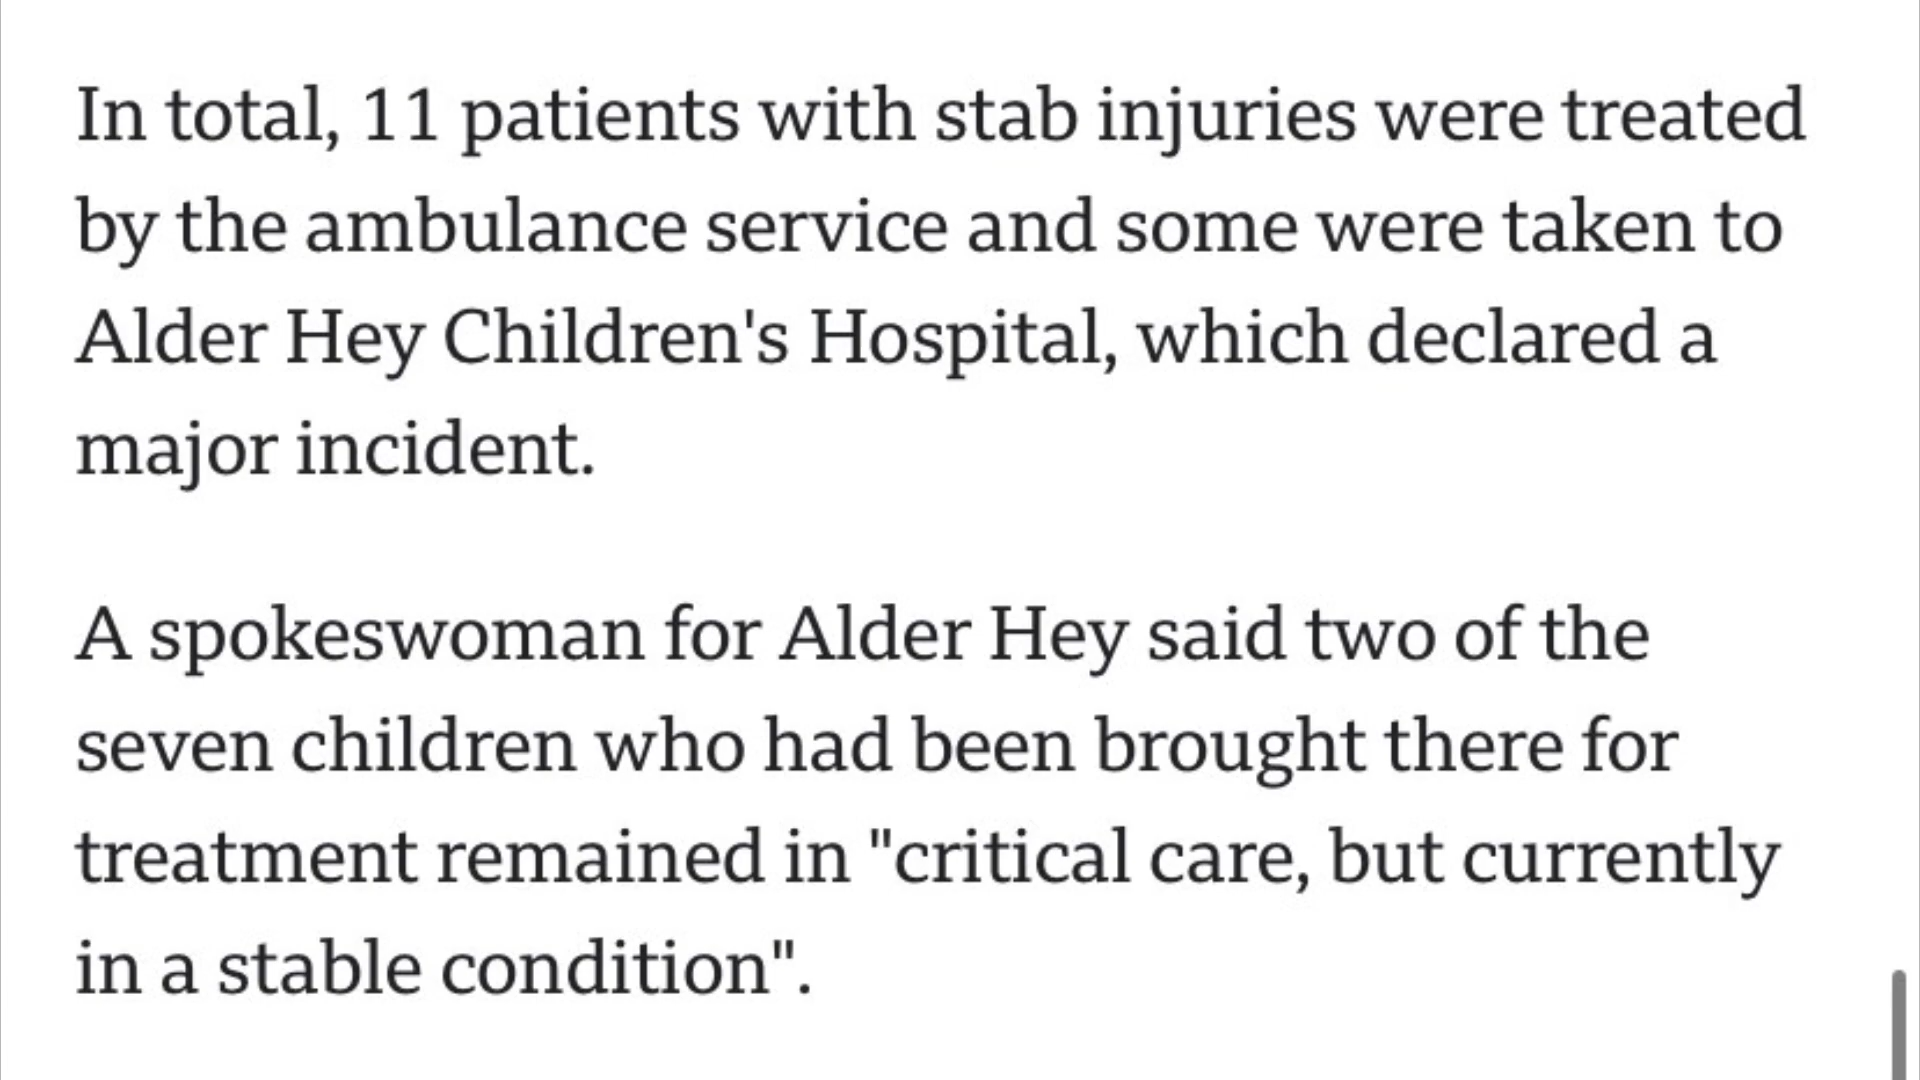 In total, 11 patients with stab injuries were treated
by the ambulance service and some were taken to
Alder Hey Children's Hospital, which declared a
major incident.
A spokeswoman for Alder Hey said two of the
seven children who had been brought there for
treatment remained in "critical care, but currently
in a stable condition".